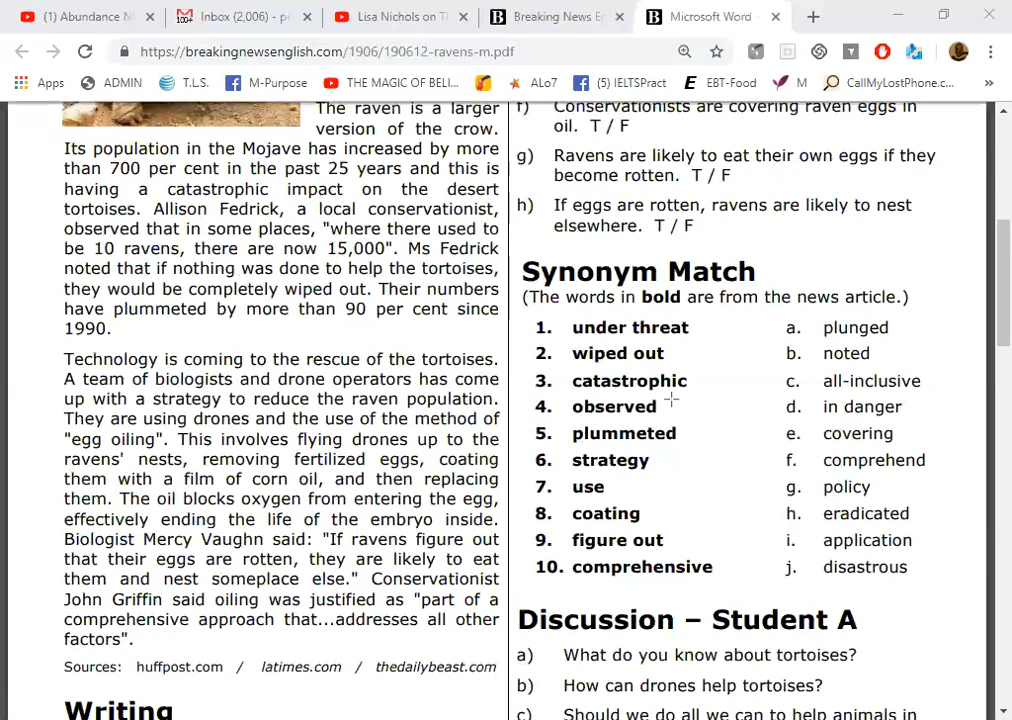 (1) Abundance N
Inbox (2,006) - p
Lisa Nichols on T
Breaking News E
Microsoft Word -
https://breakingnewsenglish.com/1906/190612-ravens-m.pdf
Apps
ADMIN
T.L.S.
M-Purpose
THE MAGIC OF BELI...
ALo7
(5) IELTSPract
EBT-Food
M
CallMyLostPhone.c
»
The raven is a larger
version of the crow.
Its population in the Mojave has increased by more
than 700 per cent in the past 25 years and this is
having a catastrophic impact on the desert
tortoises. Allison Fedrick, a local conservationist,
observed that in some places, "where there used to
be 10 ravens, there are now 15,000". Ms Fedrick
noted that if nothing was done to help the tortoises,
they would be completely wiped out. Their numbers
have plummeted by more than 90 per cent since
1990.
Technology is coming to the rescue of the tortoises.
A team of biologists and drone operators has come
up with a strategy to reduce the raven population.
They are using drones and the use of the method of
"egg oiling". This involves flying drones up to the
ravens' nests, removing fertilized eggs, coating
them with a film of corn oil, and then replacing
them. The oil blocks oxygen from entering the egg,
effectively ending the life of the embryo inside.
Biologist Mercy Vaughn said: "If ravens figure out
that their eggs are rotten, they are likely to eat
them and nest someplace else." Conservationist
John Griffin said oiling was justified as "part of a
comprehensive approach that...addresses all other
factors".
Sources: huffpost.com / latimes.com / thedailybeast.com
Writing
f) Conservationists are covering raven eggs in
oil. T / F
g) Ravens are likely to eat their own eggs if they
become rotten. T / F
h) If eggs are rotten, ravens are likely to nest
elsewhere. T / F
Synonym Match
(The words in bold are from the news article.)
1. under threat a. plunged
2. wiped out b. noted
3. catastrophic c. all-inclusive
4. observed d. in danger
5. plummeted e. covering
6. strategy f. comprehend
7. use g. policy
8. coating h. eradicated
9. figure out i. application
10. comprehensive j. disastrous
Discussion – Student A
a) What do you know about tortoises?
b) How can drones help tortoises?
c) Should we do all we can to help animals in